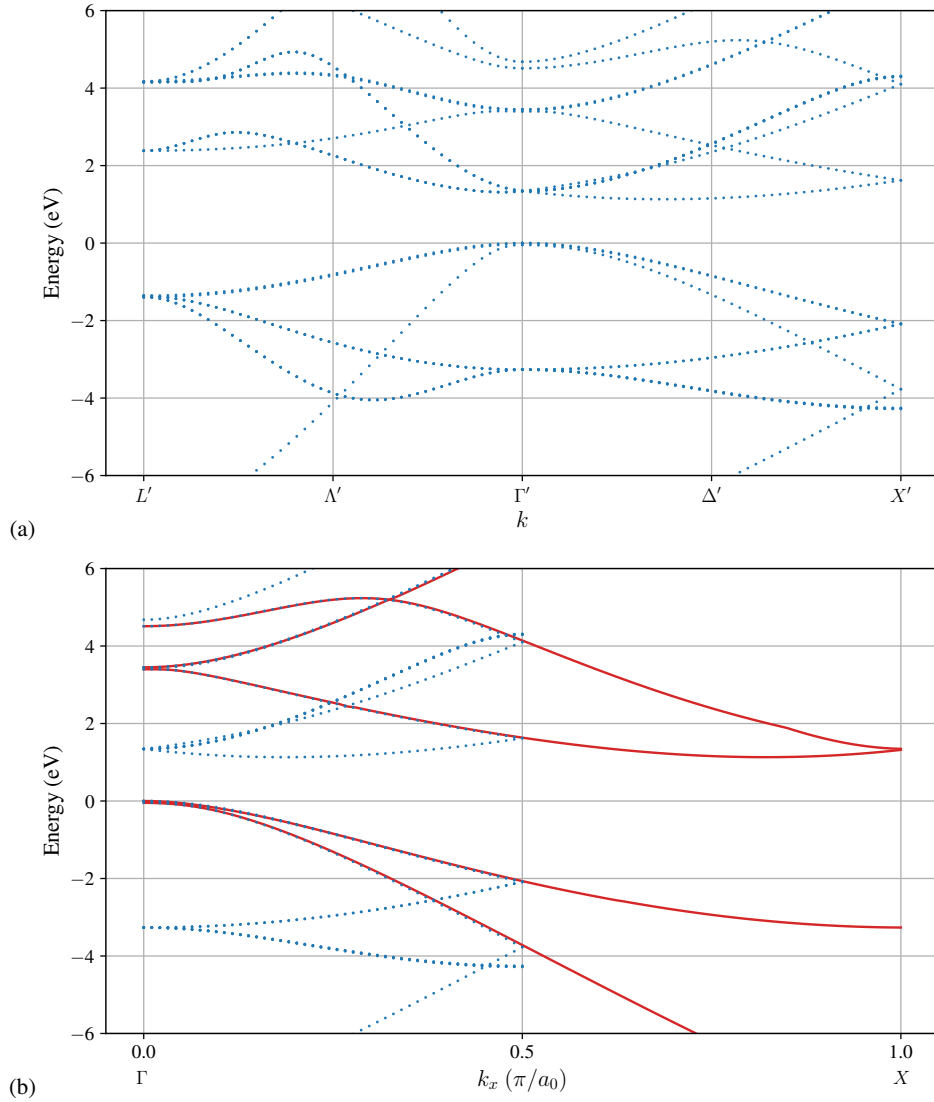 6
4
2
0
−2
−4
−6
Energy (eV)
L′
Λ′
Γ′
Δ′
X′
k
(a)
6
4
2
0
−2
−4
−6
Energy (eV)
0.0
0.5
1.0
Γ
k_x (π/a_0)
X
(b)